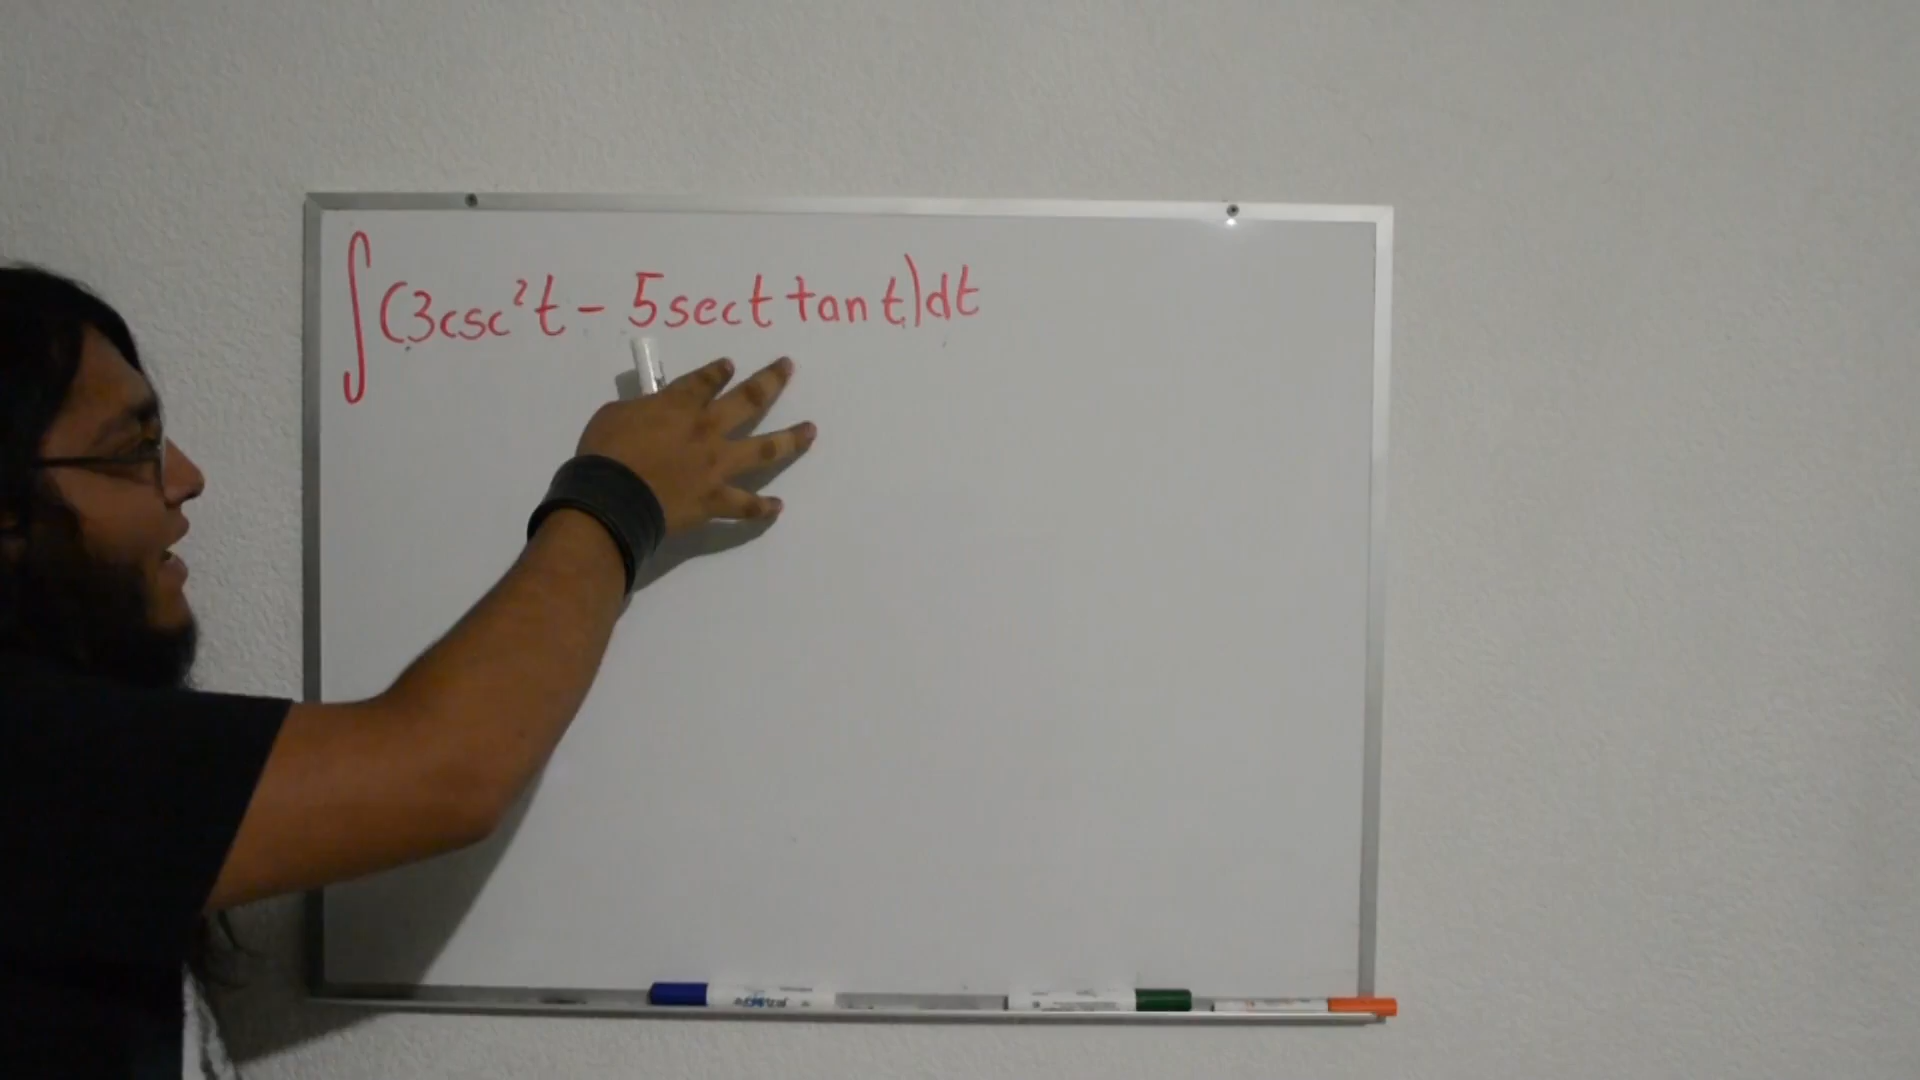 ∫(3csc²t - 5sect tan t)dt